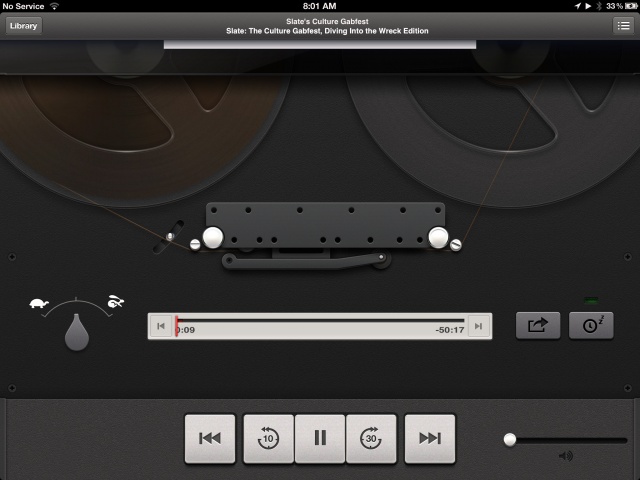 No Service
8:01 AM
33%
Library
Slate's Culture Gabfest
Slate: The Culture Gabfest, Diving Into the Wreck Edition
0:09
-50:17
10
30